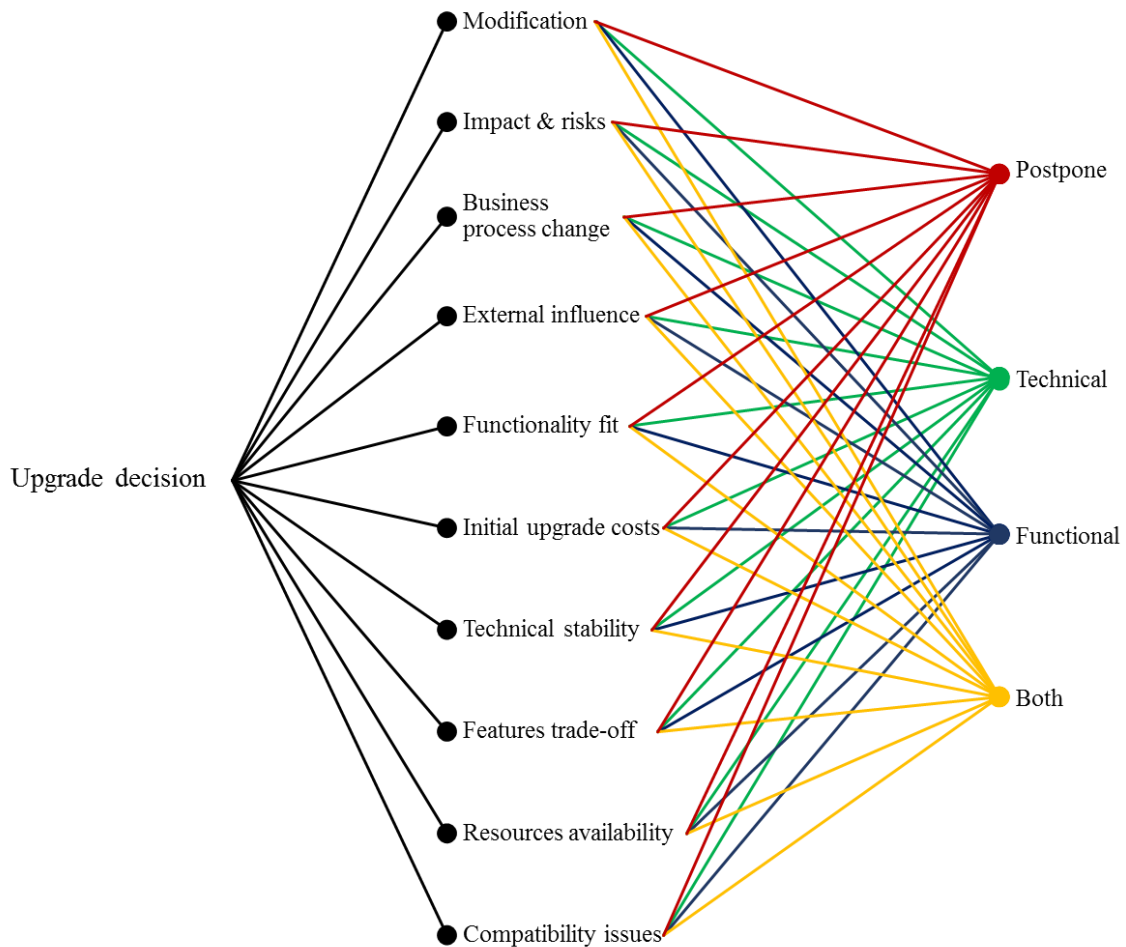 Modification
Impact & risks
Postpone
Business
process change
External influence
Technical
Functionality fit
Upgrade decision
Initial upgrade costs
Functional
Technical stability
Both
Features trade-off
Resources availability
Compatibility issues